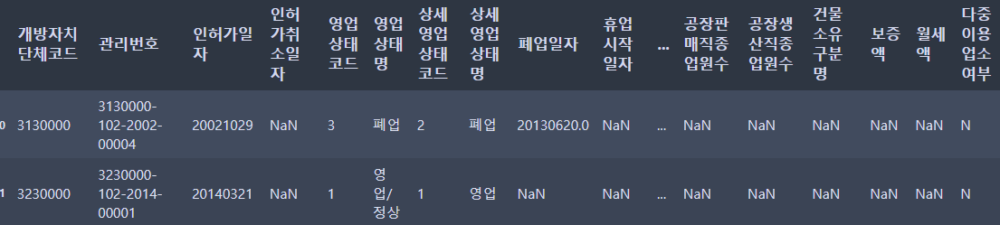 개방자치단체코드 관리번호 인허가일자 인허가취소일자 영업상태코드 영업상태명 상세영업상태코드 상세영업상태명 폐업일자 휴업시작일자 ... 공장판매직종업원수 공장생산직종업원수 건물소유구분명 보증액 월세액 다중이용업소여부
0 3130000 3130000-102-2002-00004 20021029 NaN 3 폐업 2 폐업 20130620.0 NaN ... NaN NaN NaN NaN NaN N
1 3230000 3230000-102-2014-00001 20140321 NaN 1 영업/정상 1 영업 NaN NaN ... NaN NaN NaN NaN NaN N